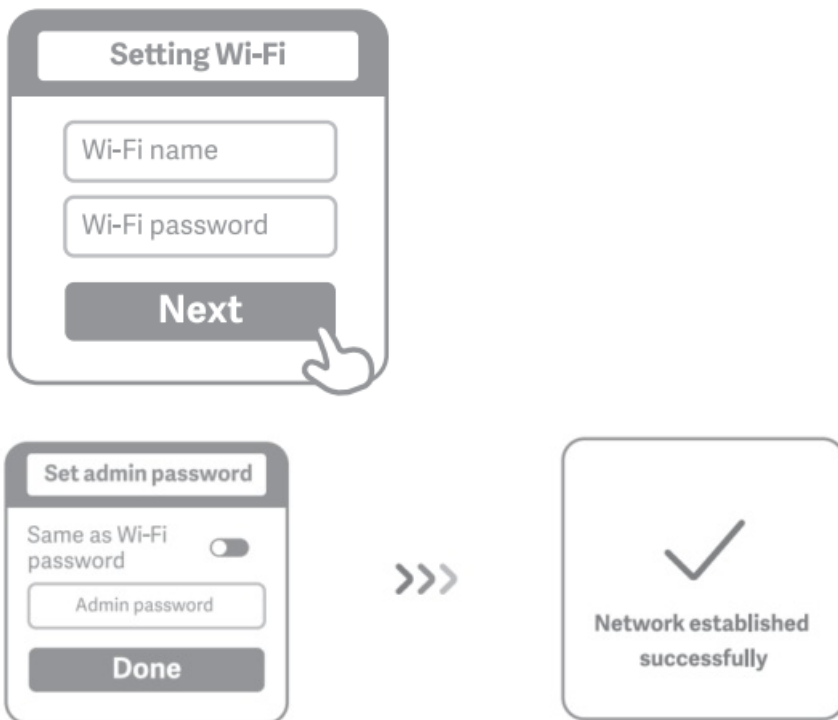 Setting Wi-Fi
Wi-Fi name
Wi-Fi password
Next
Set admin password
Same as Wi-Fi
password
Admin password
Done
Network established
successfully